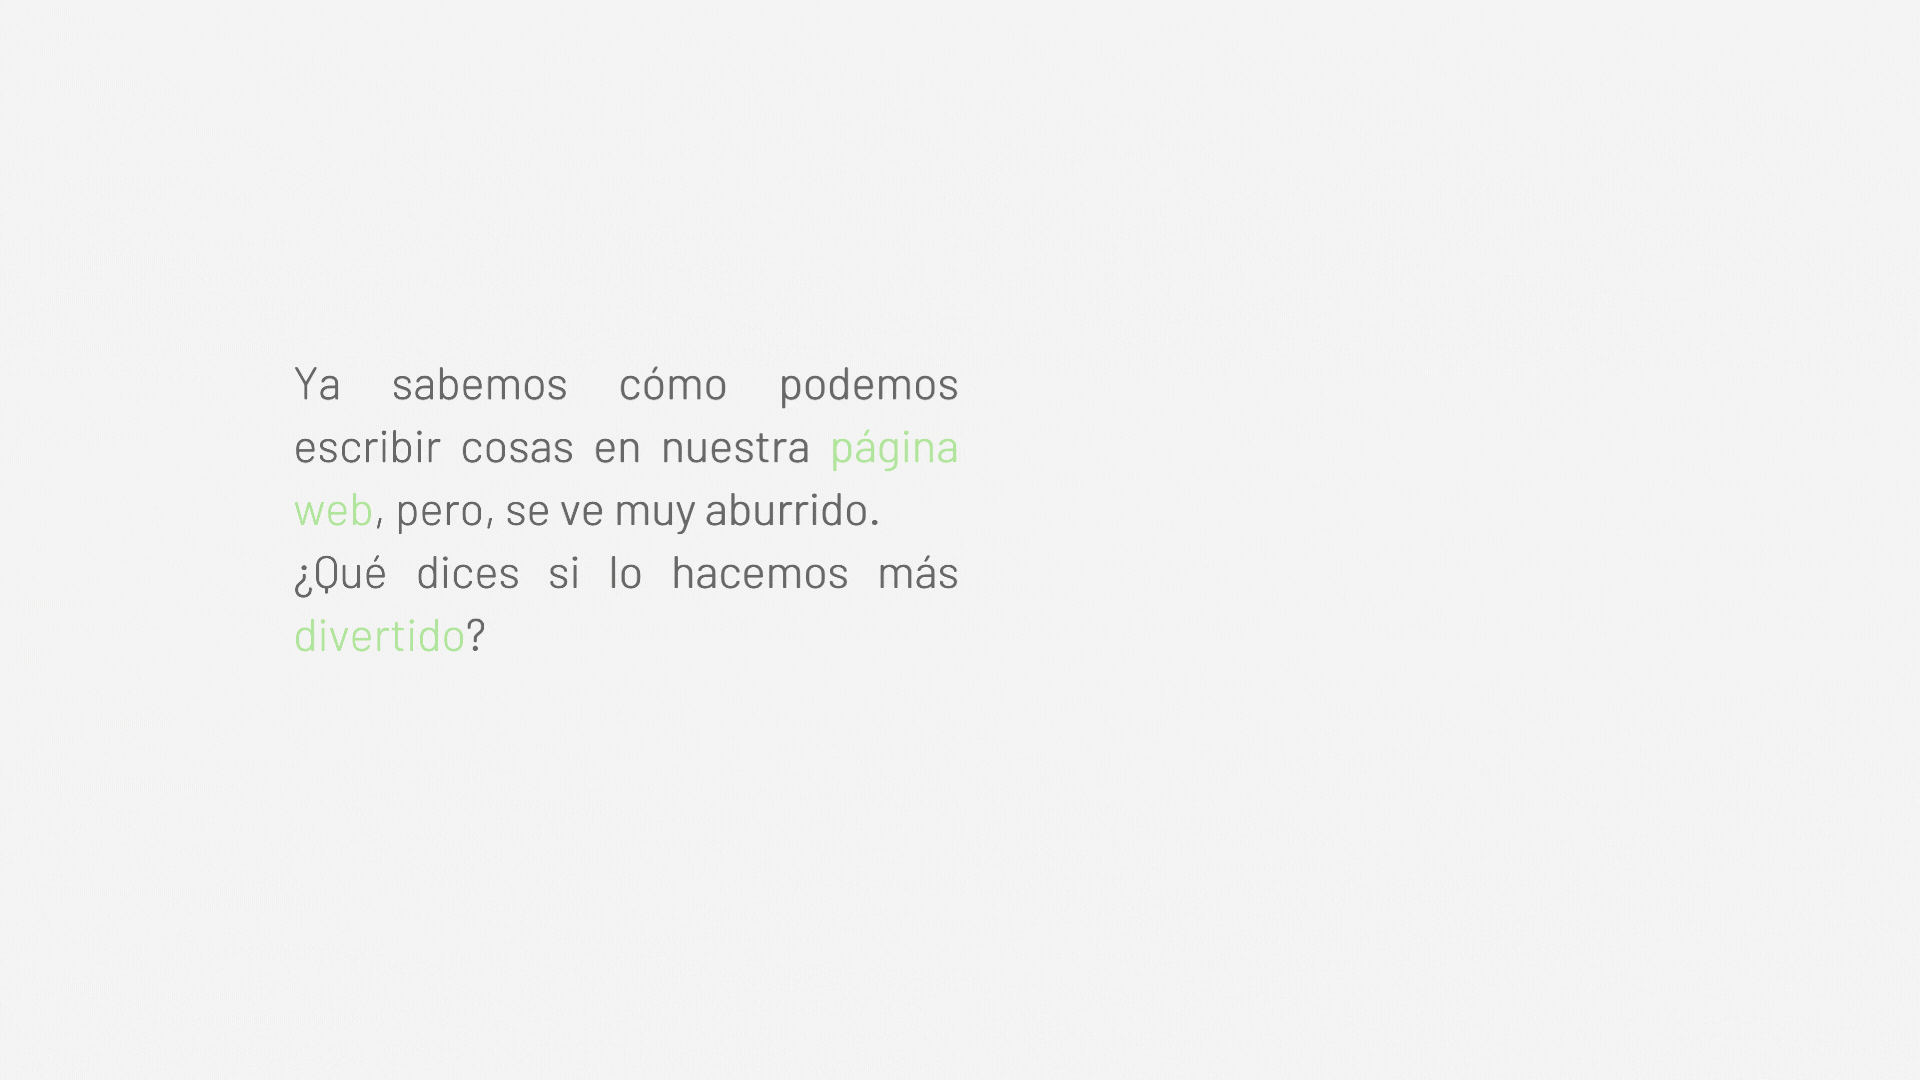 Ya sabemos cómo podemos
escribir cosas en nuestra página
web, pero, se ve muy aburrido.
¿Qué dices si lo hacemos más
divertido?